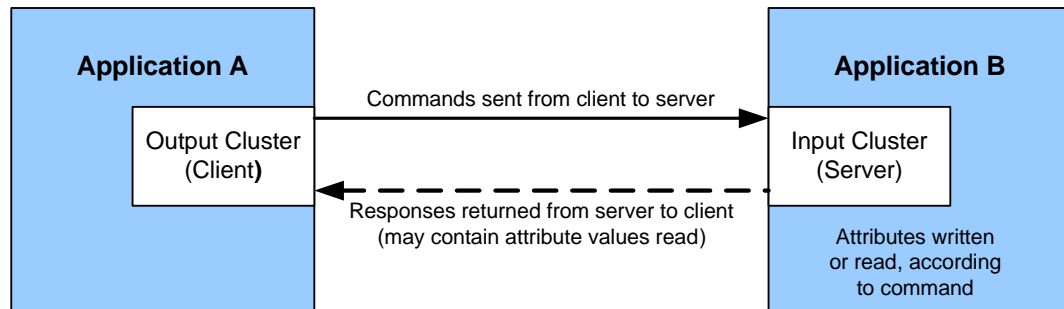 Application A
Output Cluster
(Client)
Commands sent from client to server
Responses returned from server to client
(may contain attribute values read)
Application B
Input Cluster
(Server)
Attributes written
or read, according
to command